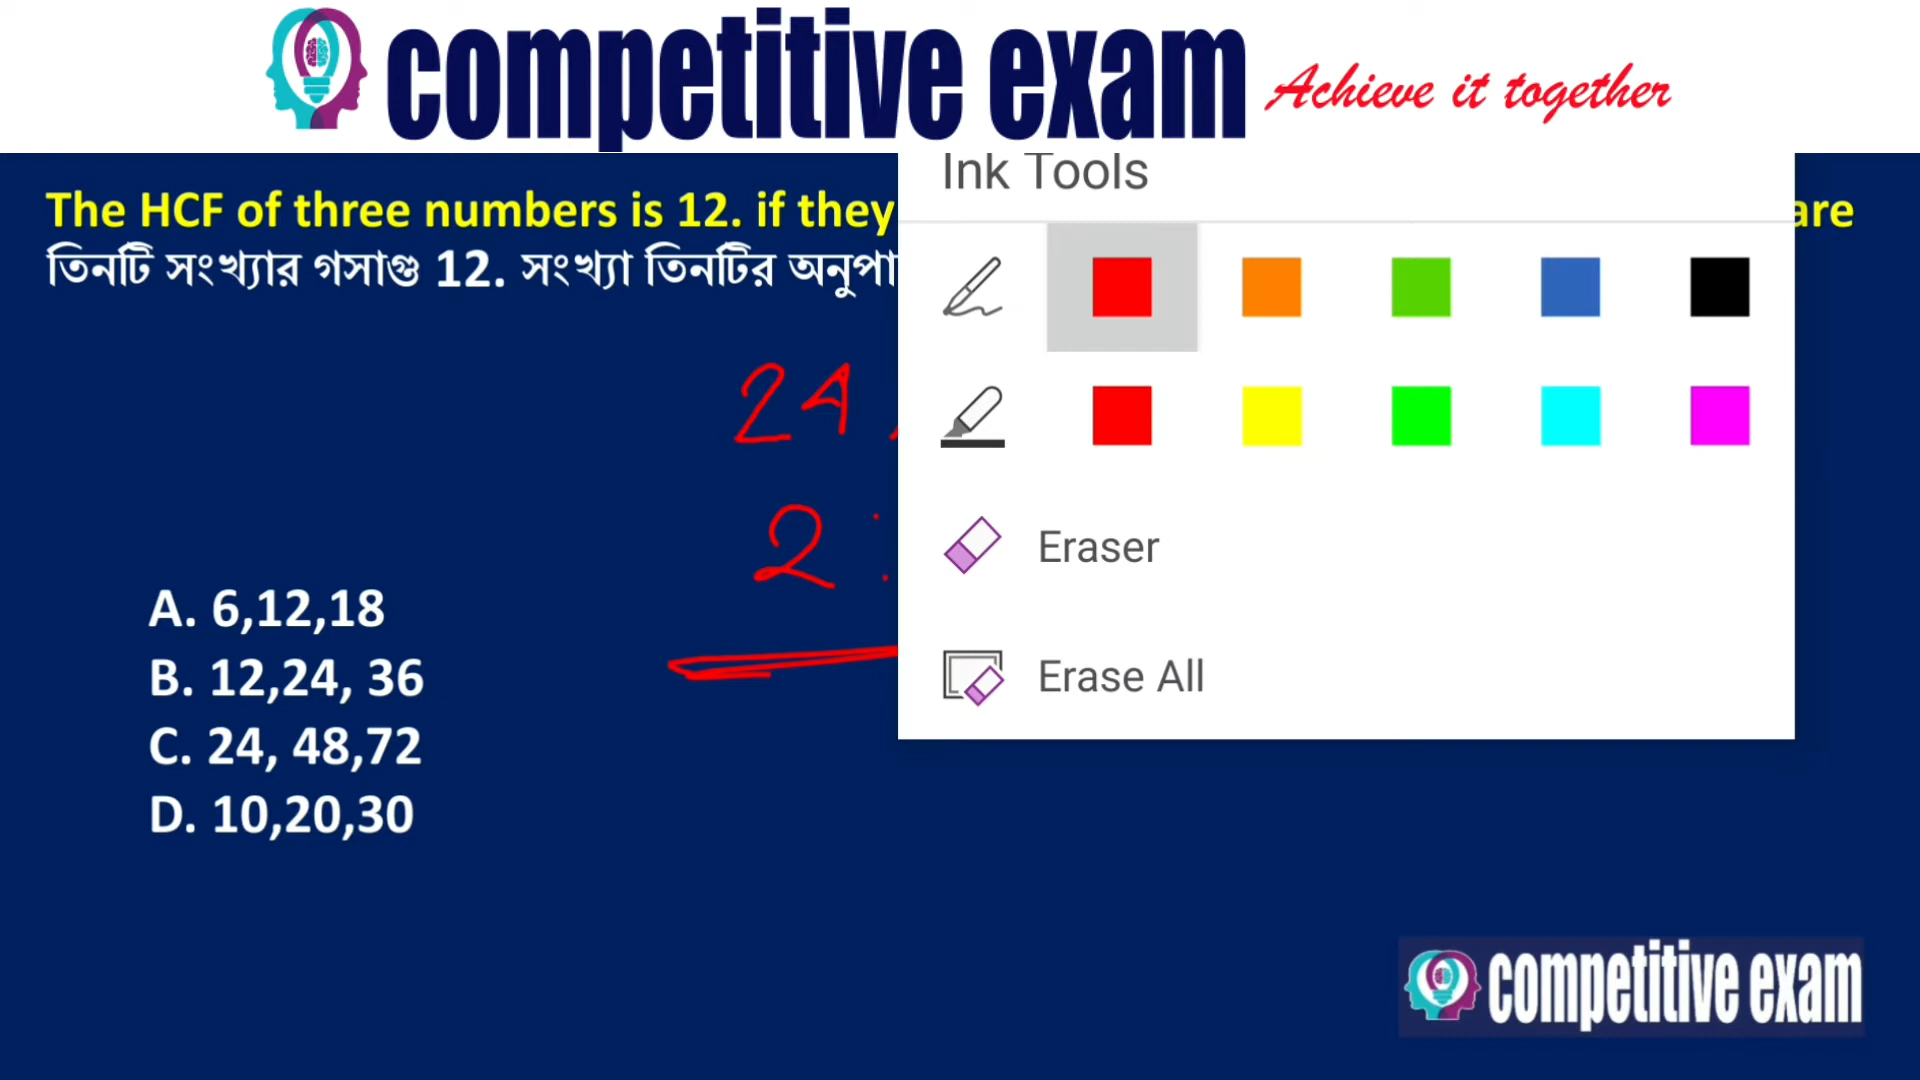 competitive exam Achieve it together
Ink Tools
The HCF of three numbers is 12. if they are
তিনটি সংখ্যার গসাগু 12. সংখ্যা তিনটির অনুপা
24
2 :
Eraser
Erase All
A. 6,12,18
B. 12,24, 36
C. 24, 48,72
D. 10,20,30
competitive exam